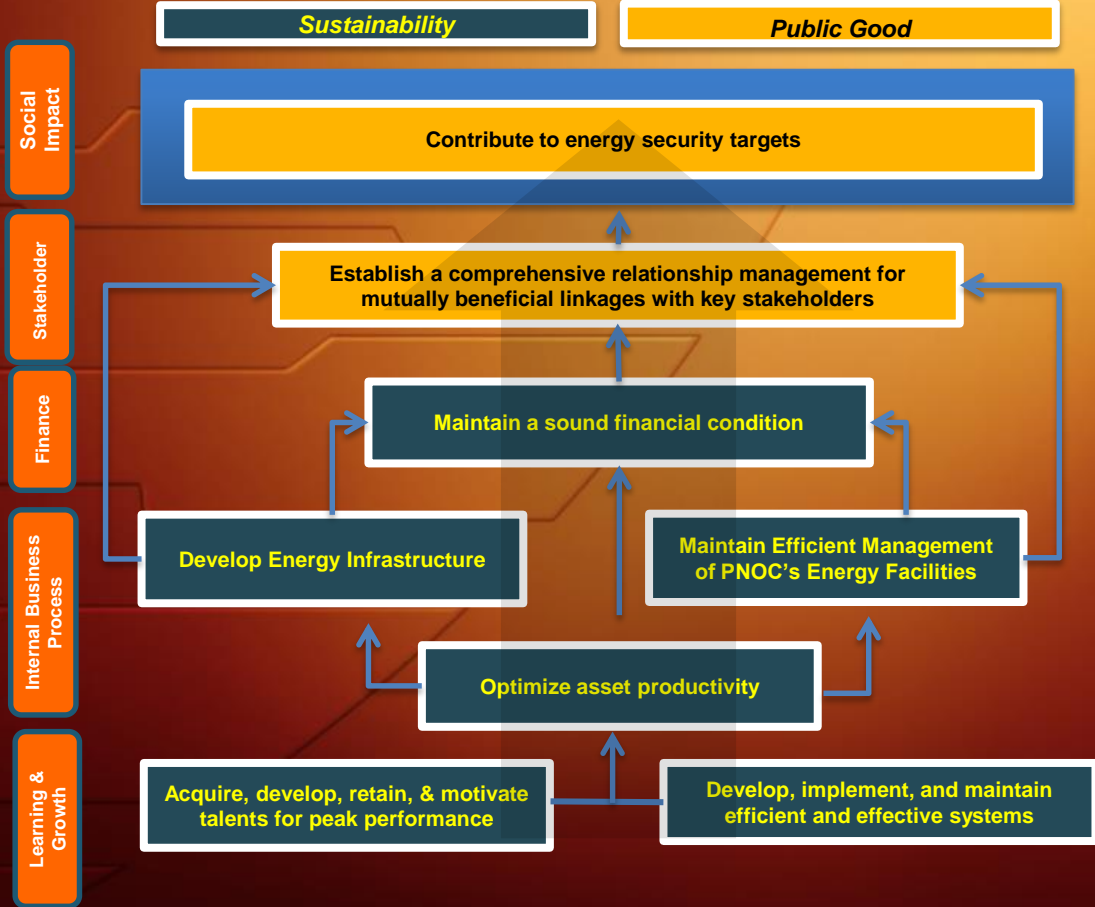 Sustainability
Public Good
Social
Impact
Contribute to energy security targets
Stakeholder
Establish a comprehensive relationship management for
mutually beneficial linkages with key stakeholders
Finance
Maintain a sound financial condition
Internal Business
Process
Develop Energy Infrastructure
Maintain Efficient Management
of PNOC’s Energy Facilities
Optimize asset productivity
Learning &
Growth
Acquire, develop, retain, & motivate
talents for peak performance
Develop, implement, and maintain
efficient and effective systems